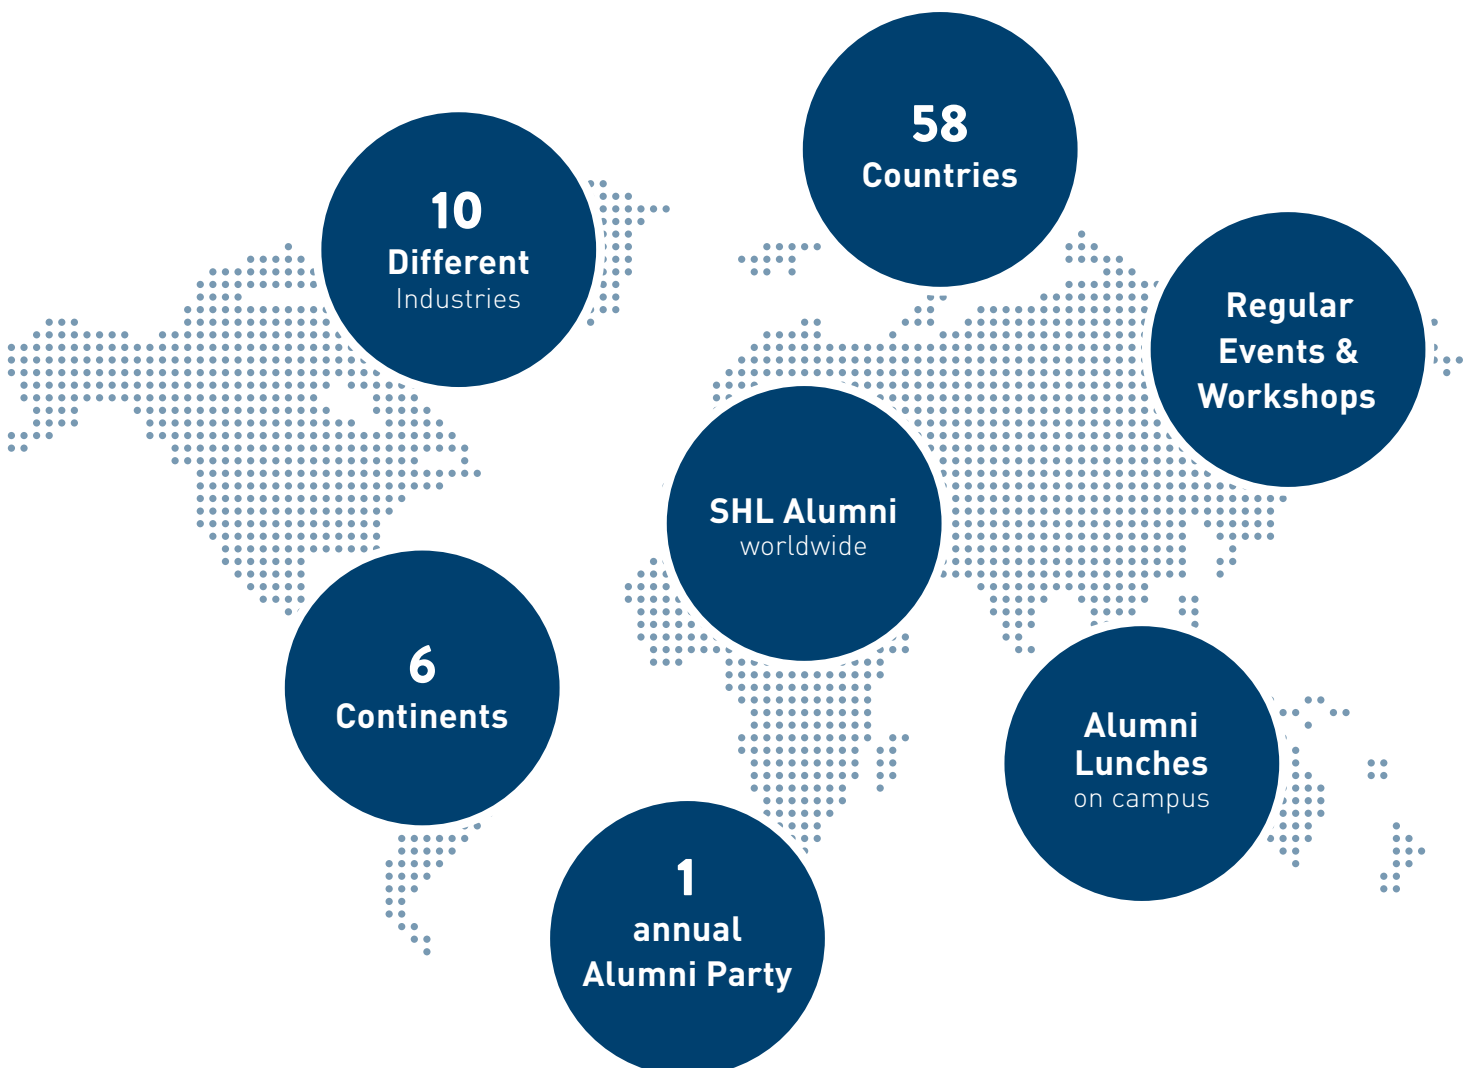 58
Countries
10
Different
Industries
Regular
Events &
Workshops
SHL Alumni
worldwide
6
Continents
Alumni
Lunches
on campus
1
annual
Alumni Party